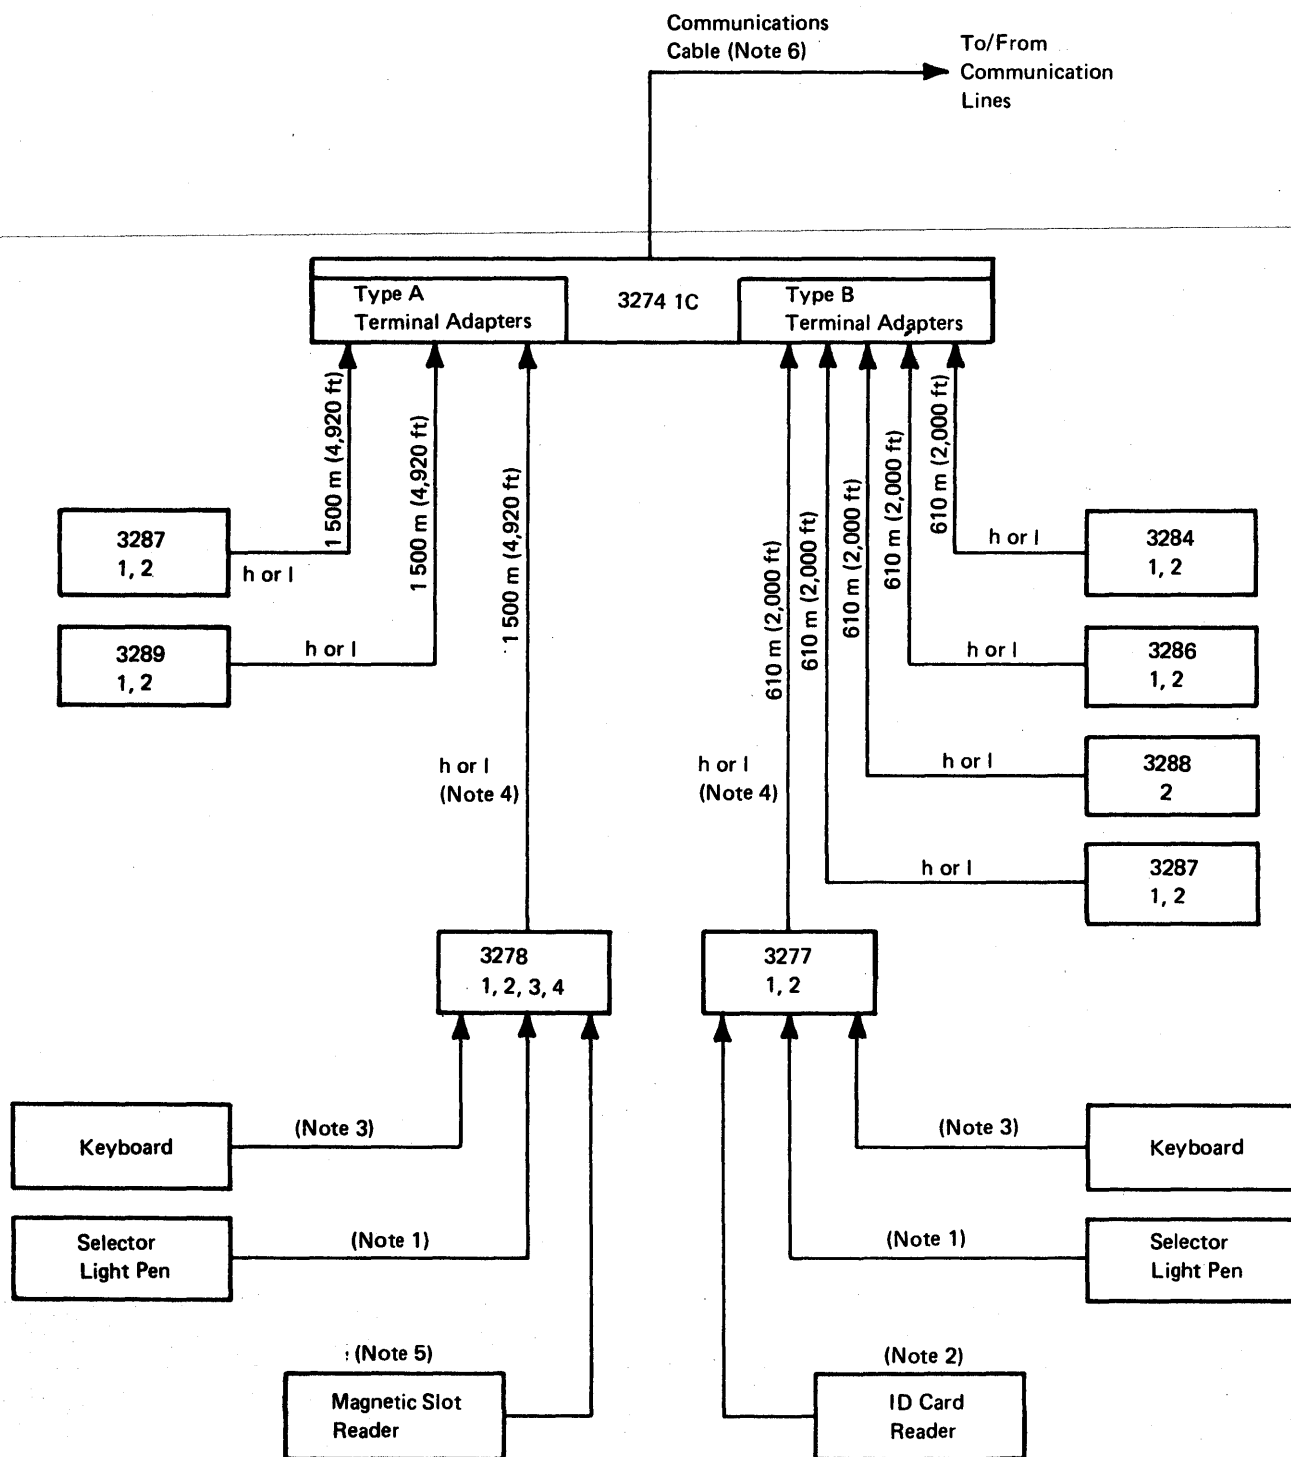 Communications
Cable (Note 6)
To/From
Communication
Lines
Type A
Terminal Adapters
3274 1C
Type B
Terminal Adapters
1 500 m (4,920 ft)
1 500 m (4,920 ft)
1 500 m (4,920 ft)
610 m (2,000 ft)
610 m (2,000 ft)
610 m (2,000 ft)
610 m (2,000 ft)
610 m (2,000 ft)
3287
1, 2
h or l
3289
1, 2
h or l
h or l
(Note 4)
h or l
(Note 4)
h or l
3284
1, 2
h or l
3286
1, 2
h or l
3288
2
h or l
3287
1, 2
3278
1, 2, 3, 4
3277
1, 2
Keyboard
(Note 3)
(Note 3)
Keyboard
Selector
Light Pen
(Note 1)
(Note 1)
Selector
Light Pen
(Note 5)
Magnetic Slot
Reader
(Note 2)
ID Card
Reader